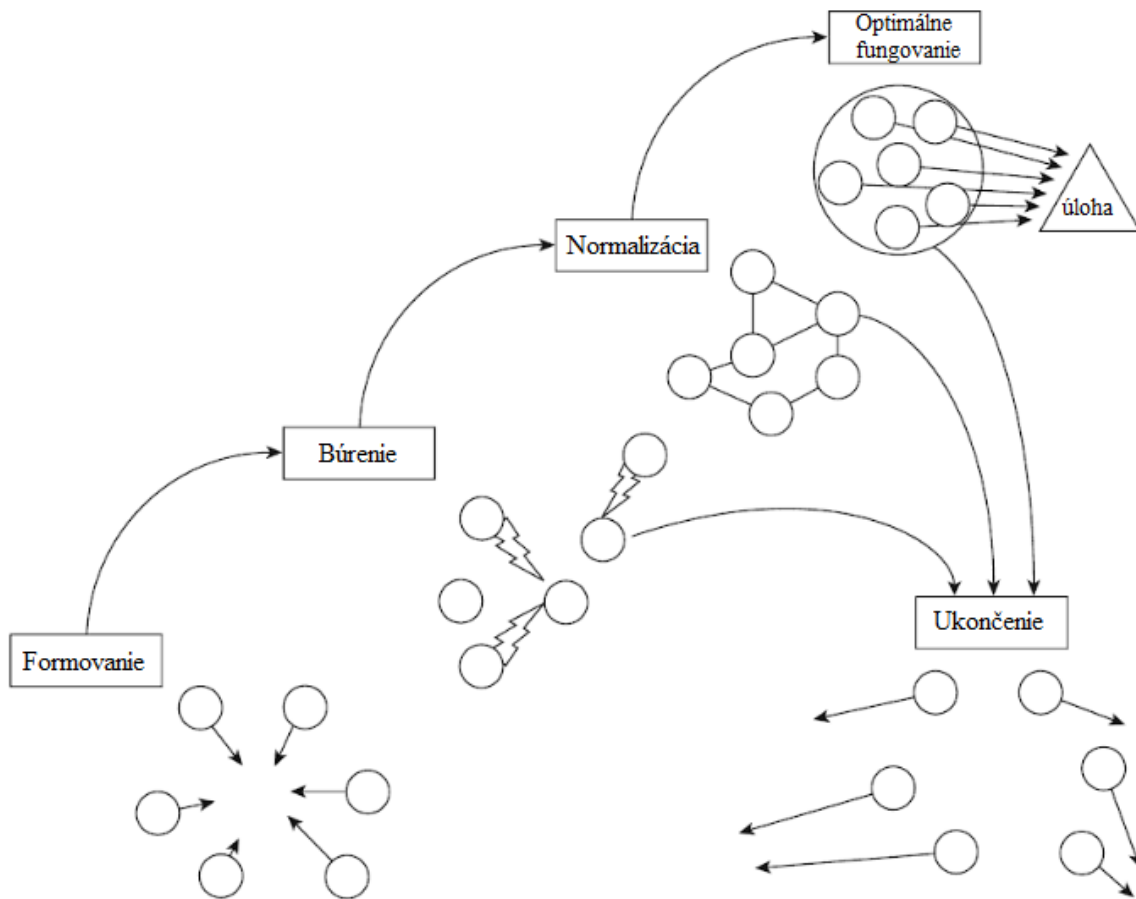 Optimálne
fungovanie
úloha
Normalizácia
Búrenie
Ukončenie
Formovanie